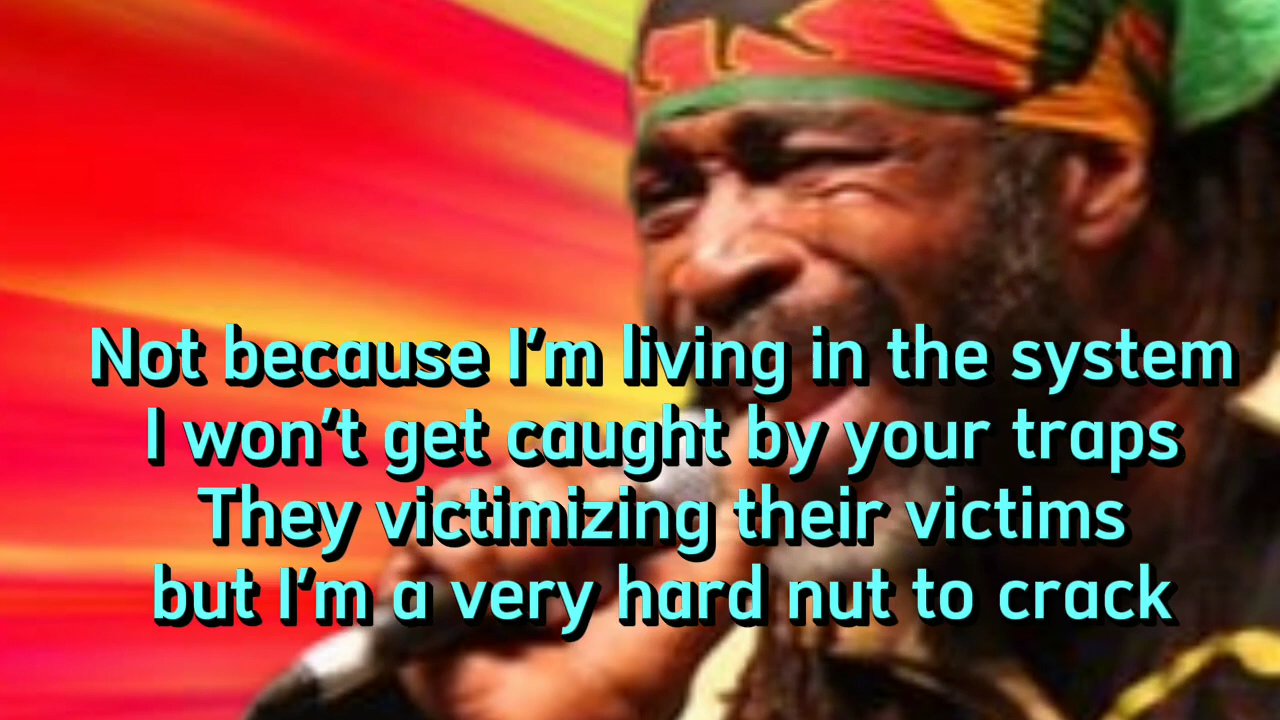 Not because I'm living in the system
I won't get caught by your traps
They victimizing their victims
but I'm a very hard nut to crack